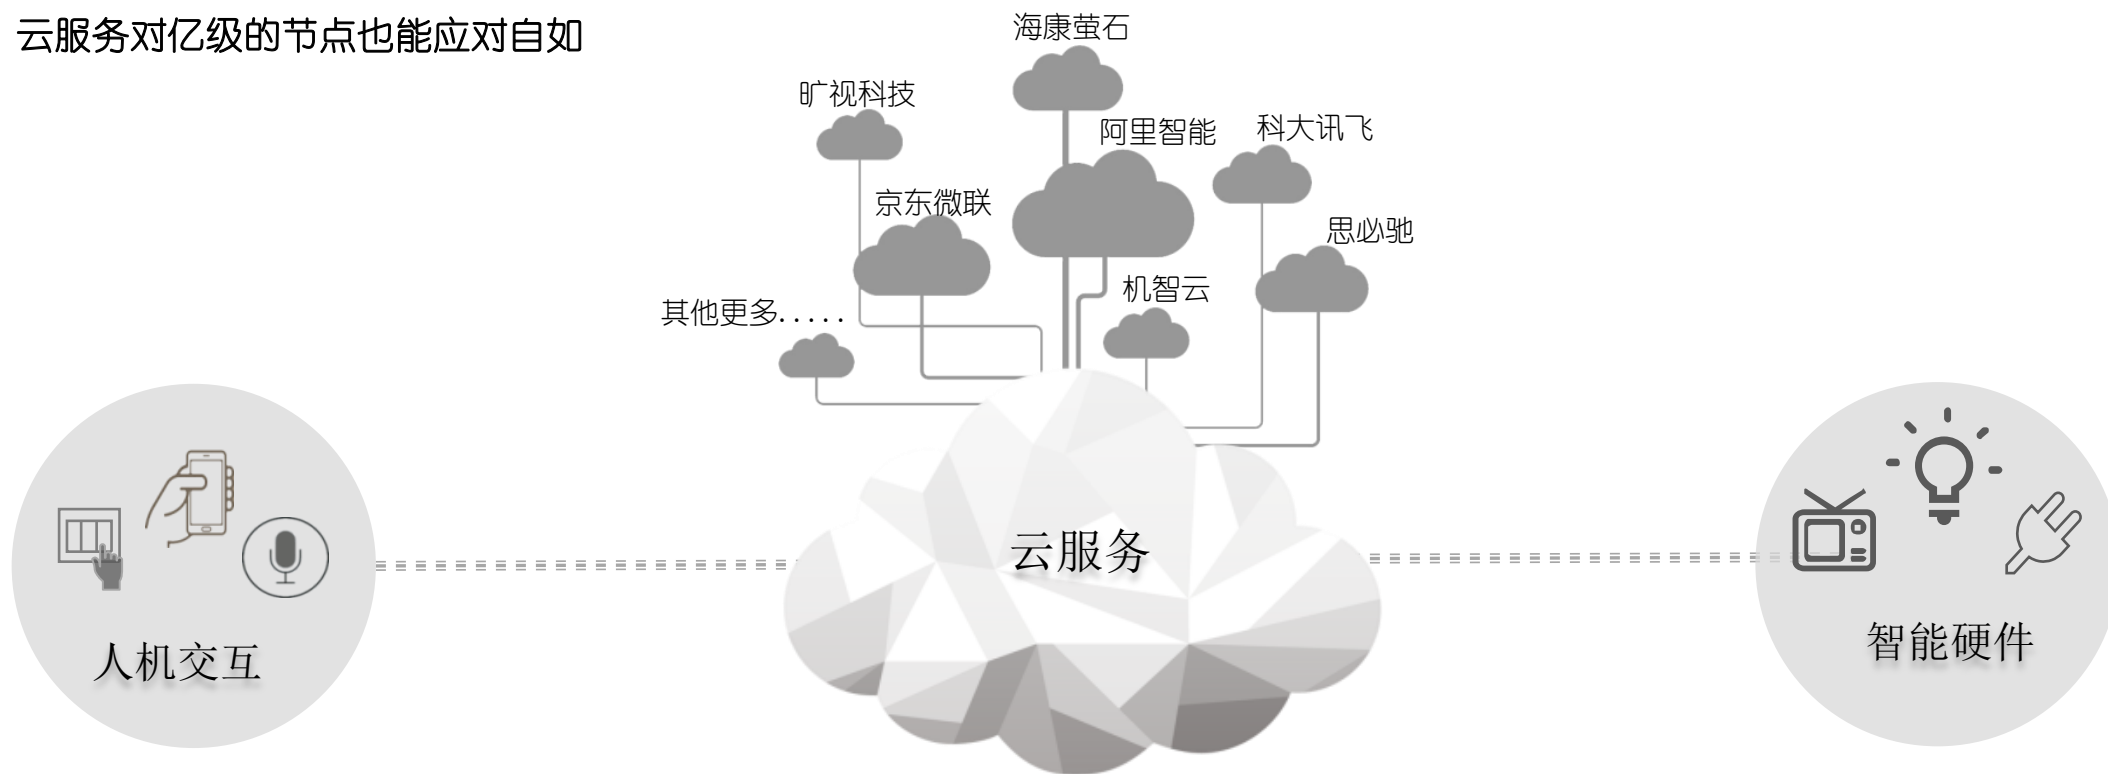 云服务对亿级的节点也能应对自如
海康萤石
旷视科技
阿里智能
科大讯飞
京东微联
思必驰
机智云
其他更多.....
云服务
人机交互
智能硬件